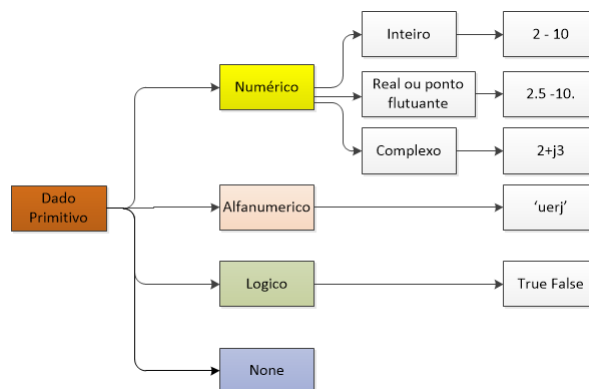 Inteiro
2 - 10
Numérico
Real ou ponto
flutuante
2.5 -10.
Complexo
2+j3
Dado
Primitivo
Alfanumerico
‘uerj’
Logico
True False
None